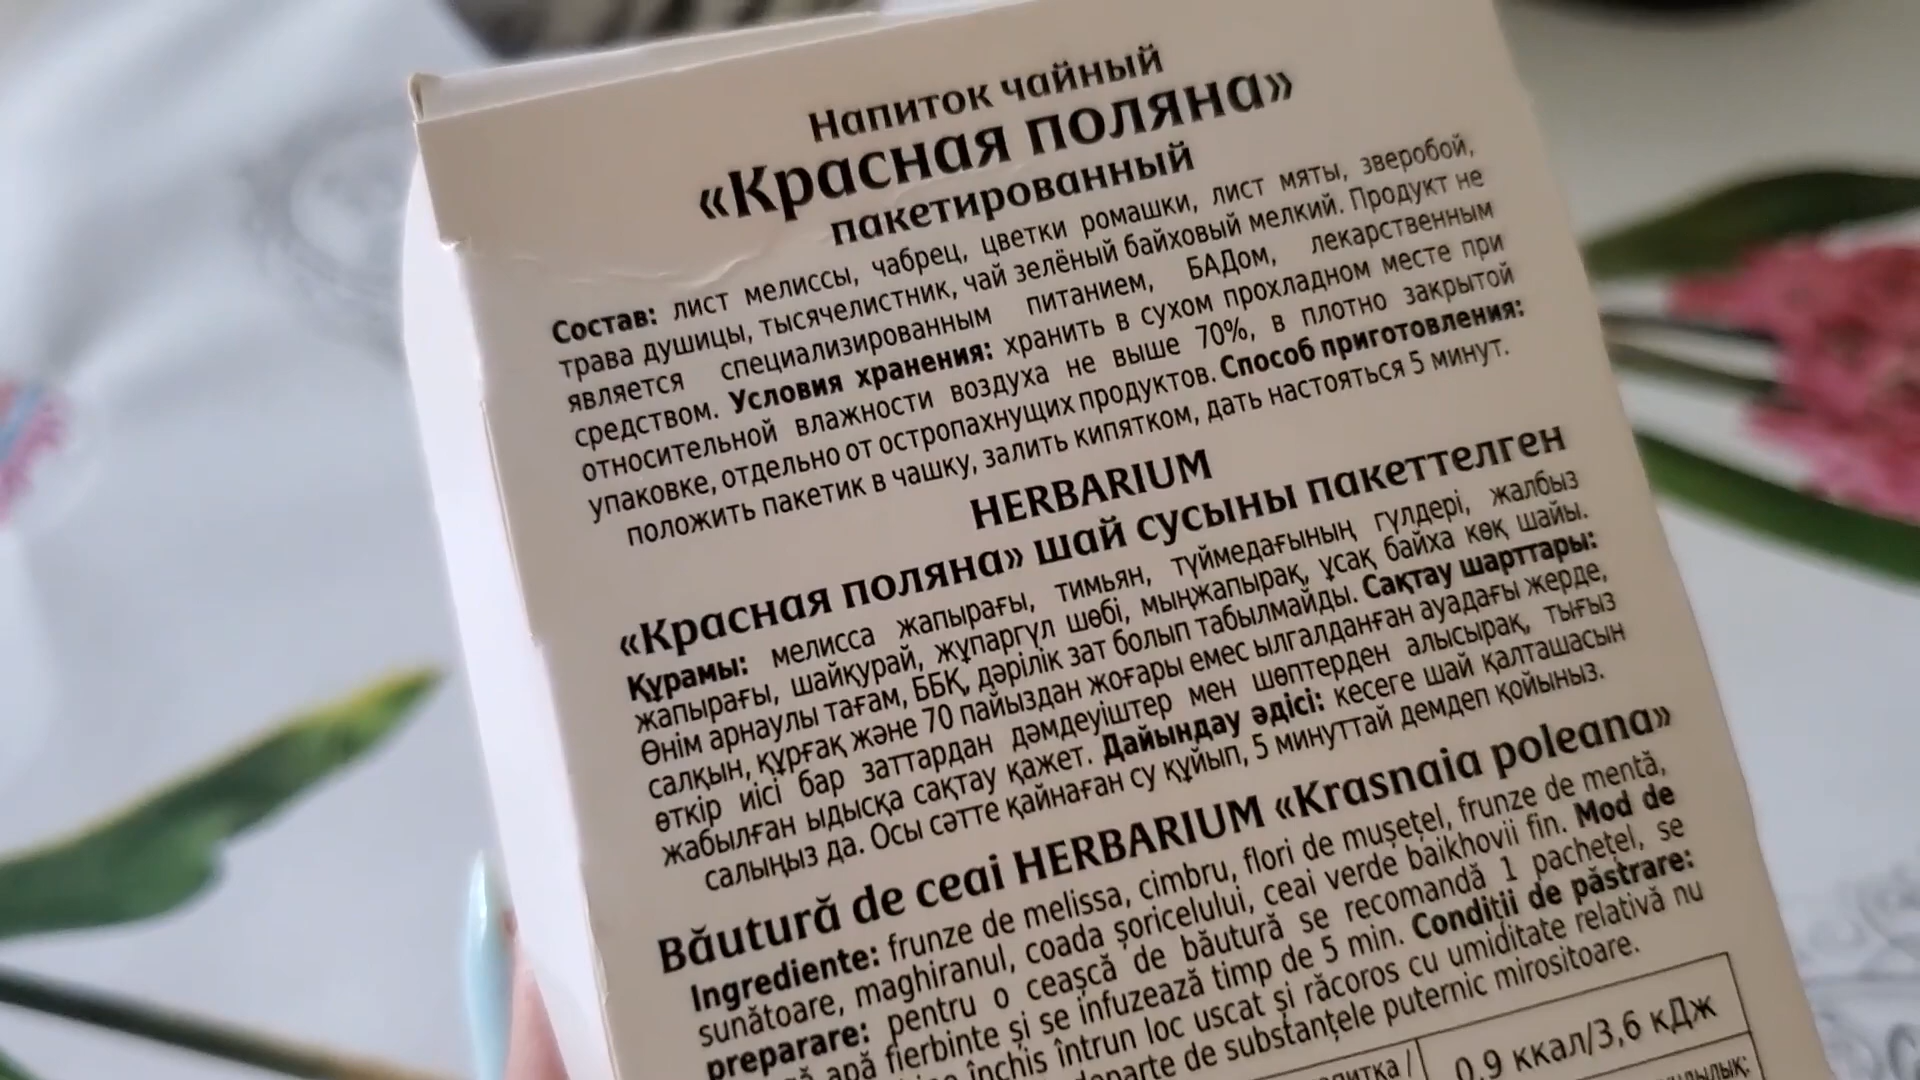 Напиток чайный
«Красная поляна»
пакетированный
Состав: лист мелиссы, чабрец, цветки ромашки, лист мяты, зверобой,
трава душицы, тысячелистник, чай зелёный байховый мелкий. Продукт не
является специализированным питанием, БАДом, лекарственным
средством. Условия хранения: хранить в сухом прохладном месте при
относительной влажности воздуха не выше 70%, в плотно закрытой
упаковке, отдельно от остропахнущих продуктов. Способ приготовления:
положить пакетик в чашку, залить кипятком, дать настояться 5 минут.
HERBARIUM
«Красная поляна» шай сусыны пакеттелген
Құрамы: мелисса жапырағы, тимьян, түймедағының гүлдері, жалбыз
жапырағы, шайқурай, жұпаргүл шөбі, мыңжапырақ, ұсақ байха көк шайы.
Өнім арнаулы тағам, ББҚ, дәрілік зат болып табылмайды. Сақтау шарттары:
салқын, құрғақ және 70 пайыздан жоғары емес ылгалданған ауадағы жерде,
өткір иісі бар заттардан дәмдеуіштер мен шөптерден алысырақ, тығыз
жабылған ыдысқа сақтау қажет. Дайындау әдісі: кесеге шай қалташасын
салыңыз да. Осы сәтте қайнаған су құйып, 5 минуттай демдеп қойыныз.
Băutură de ceai HERBARIUM «Krasnaia poleana»
Ingrediente: frunze de melissa, cimbru, flori de mușețel, frunze de mentă,
sunătoare, maghiranul, coada șoricelului, ceai verde baikhovii fin. Mod de
preparare: pentru o ceașcă de băutură se recomandă 1 pachețel, se
apă fierbinte și se infuzează timp de 5 min. Condiții de păstrare:
închis întrun loc uscat și răcoros cu umiditate relativă nu
departe de substanțele puternic mirositoare.
0,9 ккал/3,6 кДж